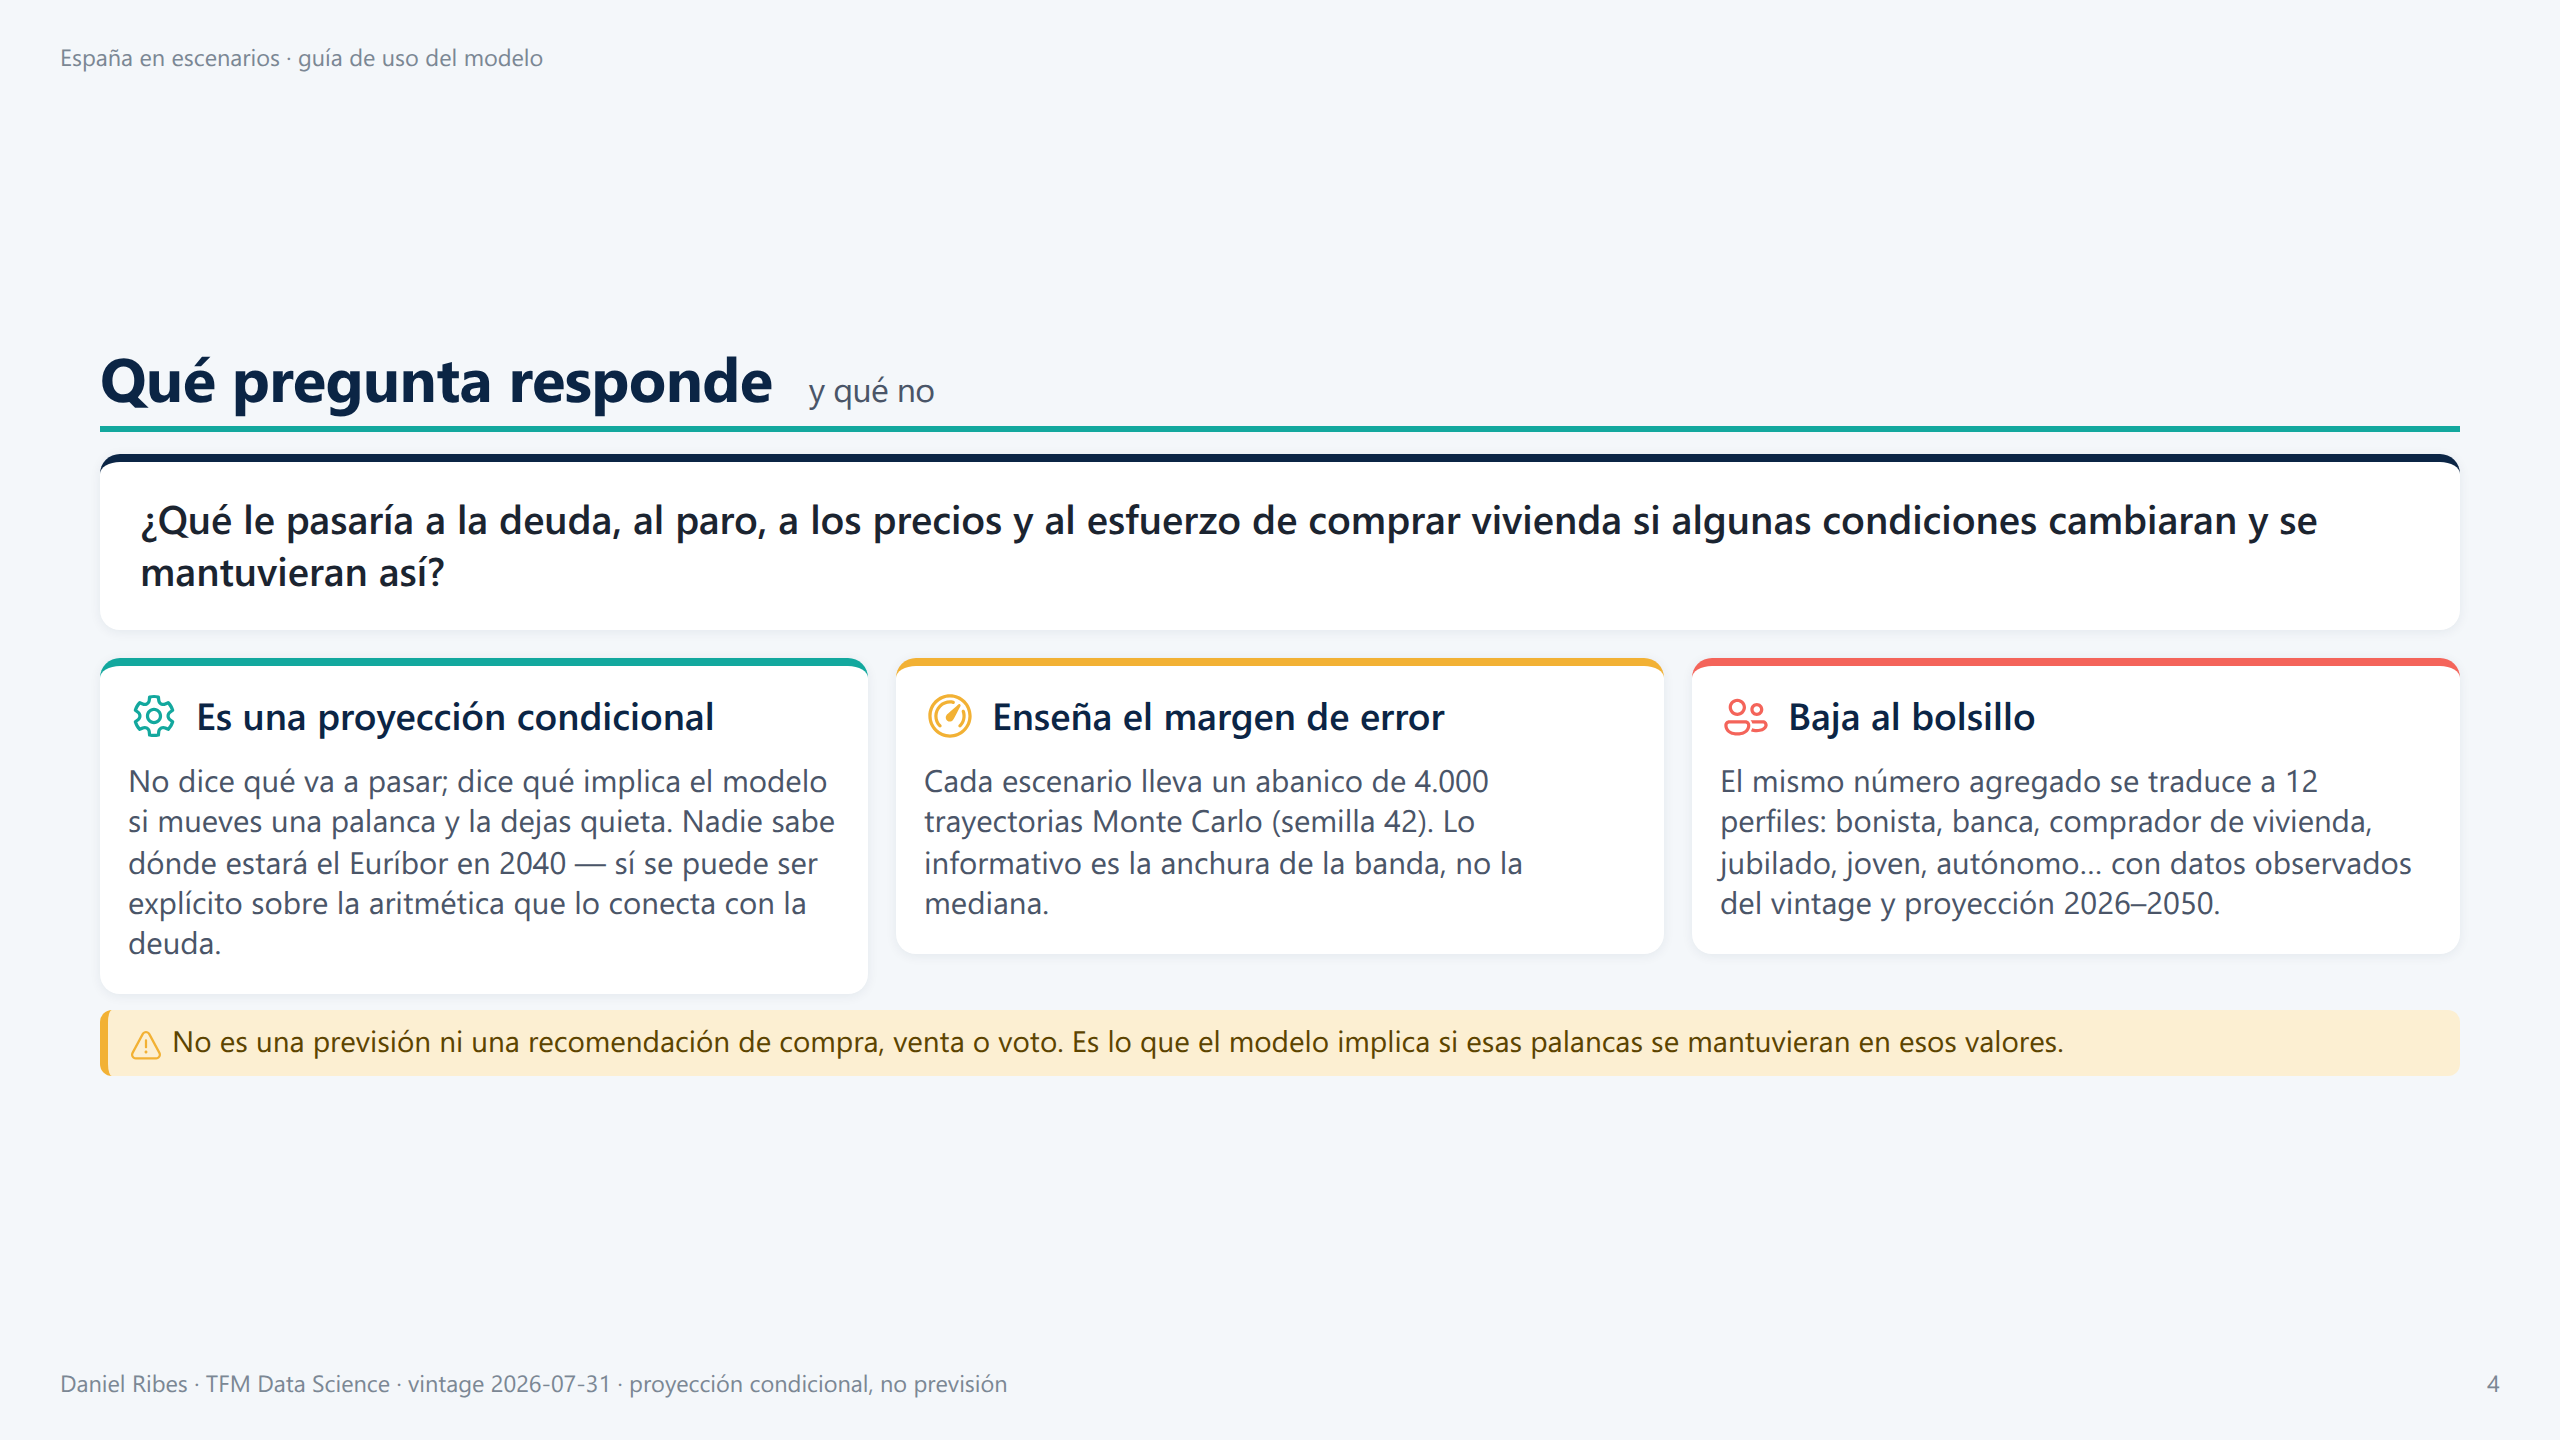 España en escenarios · guía de uso del modelo
Qué pregunta responde y qué no
¿Qué le pasaría a la deuda, al paro, a los precios y al esfuerzo de comprar vivienda si algunas condiciones cambiaran y se
mantuvieran así?
Es una proyección condicional
No dice qué va a pasar; dice qué implica el modelo
si mueves una palanca y la dejas quieta. Nadie sabe
dónde estará el Euríbor en 2040 — sí se puede ser
explícito sobre la aritmética que lo conecta con la
deuda.
Enseña el margen de error
Cada escenario lleva un abanico de 4.000
trayectorias Monte Carlo (semilla 42). Lo
informativo es la anchura de la banda, no la
mediana.
Baja al bolsillo
El mismo número agregado se traduce a 12
perfiles: bonista, banca, comprador de vivienda,
jubilado, joven, autónomo… con datos observados
del vintage y proyección 2026–2050.
No es una previsión ni una recomendación de compra, venta o voto. Es lo que el modelo implica si esas palancas se mantuvieran en esos valores.
Daniel Ribes · TFM Data Science · vintage 2026-07-31 · proyección condicional, no previsión
4